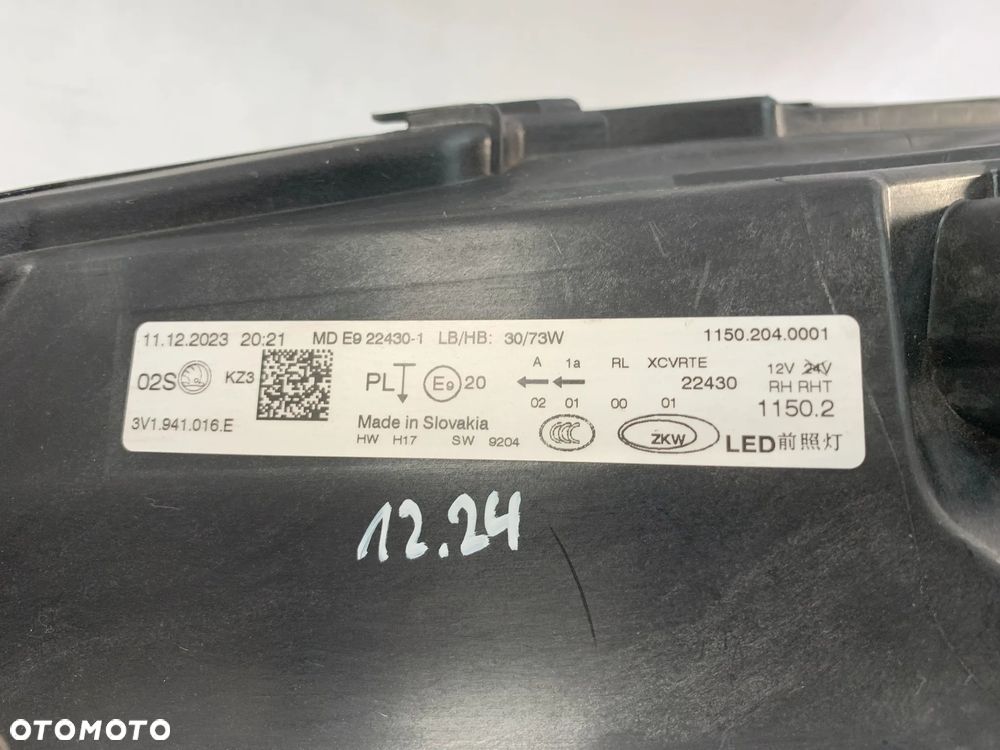 11.12.2023 20:21 MD E9 22430-1 LB/HB: 30/73W 1150.204.0001
02S KZ3 PL E9 20 A 1a RL XCVRTE 22430 12V 24V RH RHT
02 01 00 01 1150.2
3V1.941.016.E Made in Slovakia
HW H17 SW 9204 CCC ZKW LED前照灯
12.24
OTOMOTO